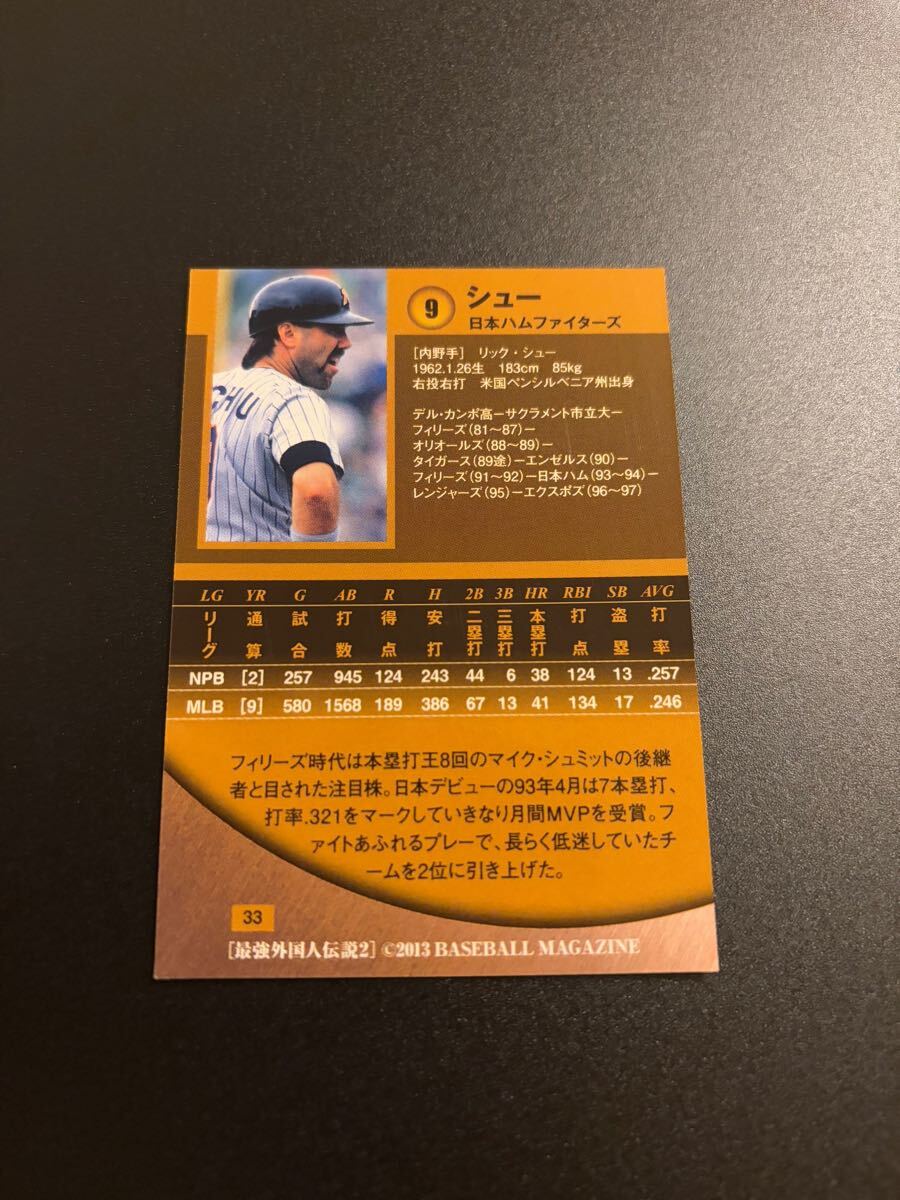 9 シュー
日本ハムファイターズ
[内野手] リック・シュー
1962.1.26生 183cm 85kg
右投右打 米国ペンシルベニア州出身
デル・カンポ高ーサクラメント市立大ー
フィリーズ(81〜87)ー
オリオールズ(88〜89)ー
タイガース(89途)ーエンゼルス(90)ー
フィリーズ(91〜92)ー日本ハム(93〜94)ー
レンジャーズ(95)ーエクスポズ(96〜97)
CHU
LG YR G AB R H 2B 3B HR RBI SB AVG
リーグ 通算 試合 打数 得点 安打 二塁打 三塁打 本塁打 打点 盗塁 打率
NPB [2] 257 945 124 243 44 6 38 124 13 .257
MLB [9] 580 1568 189 386 67 13 41 134 17 .246
フィリーズ時代は本塁打王8回のマイク・シュミットの後継
者と目された注目株。日本デビューの93年4月は7本塁打、
打率.321をマークしていきなり月間MVPを受賞。フ
ァイトあふれるプレーで、長らく低迷していたチ
ームを2位に引き上げた。
33
[最強外国人伝説2] ©2013 BASEBALL MAGAZINE